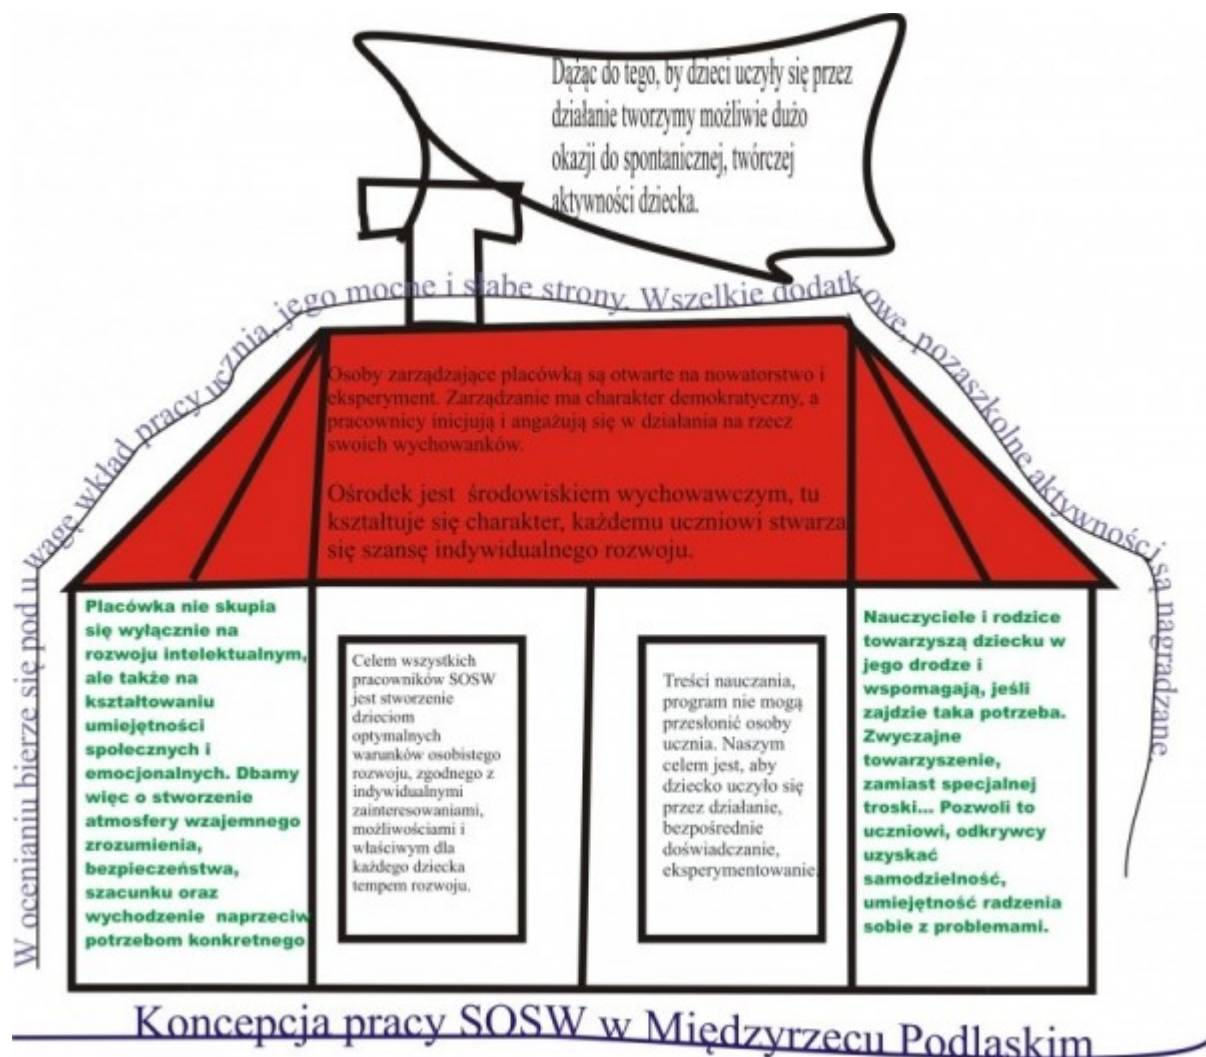 Dążąc do tego, by dzieci uczyły się przez
działanie tworzymy możliwie dużo
okazji do spontanicznej, twórczej
aktywności dziecka.
W ocenianiu bierze się pod uwagę wkład pracy ucznia, jego mocne i słabe strony. Wszelkie dodatkowe, pozaszkolne aktywności są nagradzane.
Osoby zarządzające placówką są otwarte na nowatorstwo i
eksperyment. Zarządzanie ma charakter demokratyczny, a
pracownicy inicjują i angażują się w działania na rzecz
swoich wychowanków.
Ośrodek jest środowiskiem wychowawczym, tu
kształtuje się charakter, każdemu uczniowi stwarza
się szansę indywidualnego rozwoju.
Placówka nie skupia
się wyłącznie na
rozwoju intelektualnym,
ale także na
kształtowaniu
umiejętności
społecznych i
emocjonalnych. Dbamy
więc o stworzenie
atmosfery wzajemnego
zrozumienia,
bezpieczeństwa,
szacunku oraz
wychodzenie naprzeciw
potrzebom konkretnego
Celem wszystkich
pracowników SOSW
jest stworzenie
dzieciom
optymalnych
warunków osobistego
rozwoju, zgodnego z
indywidualnymi
zainteresowaniami,
możliwościami i
właściwym dla
każdego dziecka
tempem rozwoju.
Treści nauczania,
program nie mogą
przesłonić osoby
ucznia. Naszym
celem jest, aby
dziecko uczyło się
przez działanie,
bezpośrednie
doświadczanie,
eksperymentowanie.
Nauczyciele i rodzice
towarzyszą dziecku w
jego drodze i
wspomagają, jeśli
zajdzie taka potrzeba.
Zwyczajne
towarzyszenie,
zamiast specjalnej
troski... Pozwoli to
uczniowi, odkrywcy
uzyskać
samodzielność,
umiejętność radzenia
sobie z problemami.
Koncepcja pracy SOSW w Międzyrzecu Podlaskim